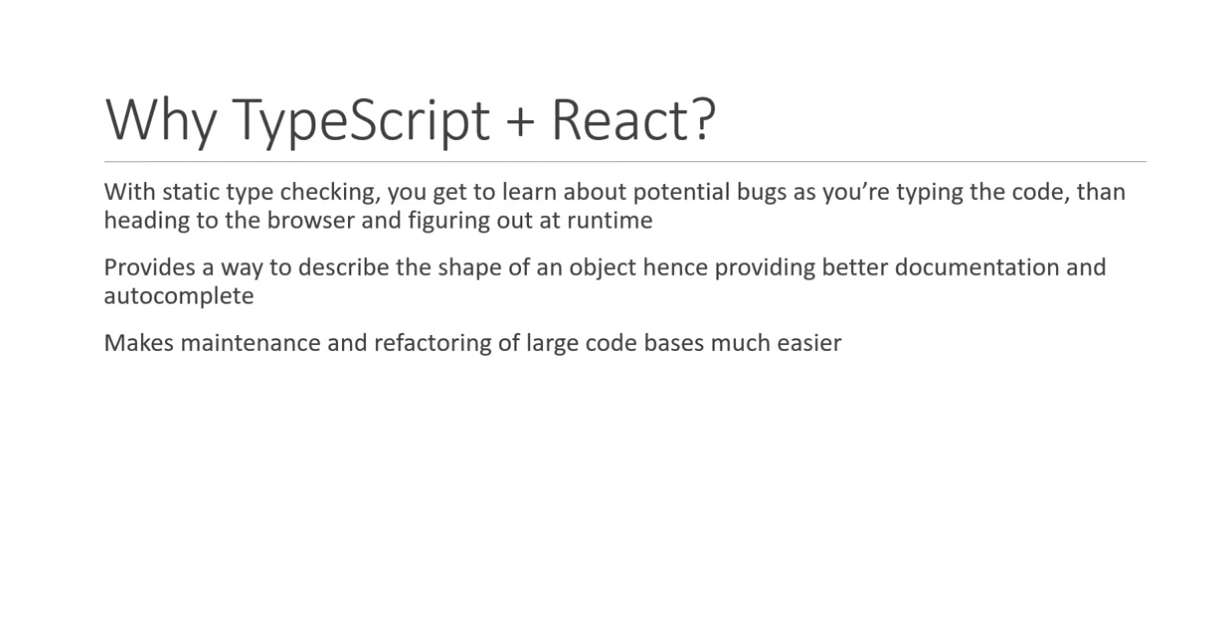 Why TypeScript + React?
With static type checking, you get to learn about potential bugs as you’re typing the code, than
heading to the browser and figuring out at runtime
Provides a way to describe the shape of an object hence providing better documentation and
autocomplete
Makes maintenance and refactoring of large code bases much easier